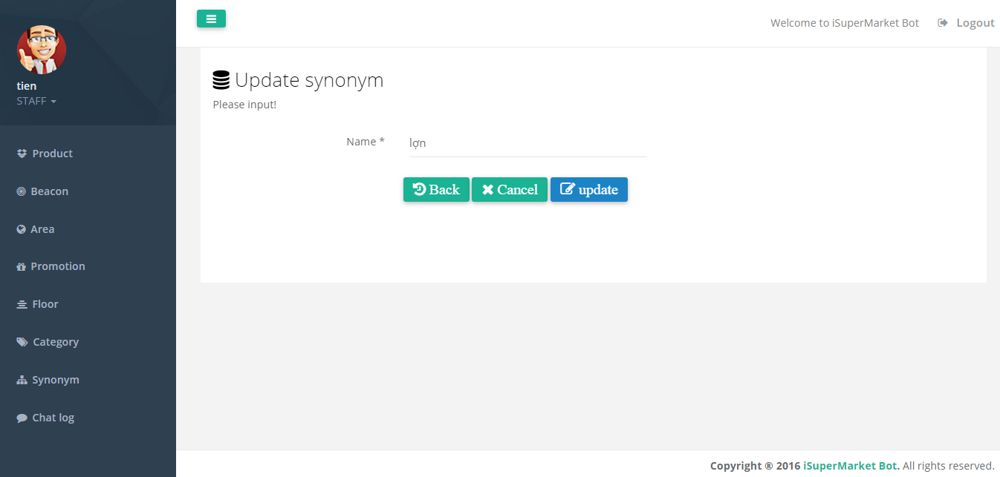 Welcome to iSuperMarket Bot
Logout
tien
STAFF
Product
Beacon
Area
Promotion
Floor
Category
Synonym
Chat log
Update synonym
Please input!
Name *
lợn
Back
Cancel
update
Copyright ® 2016 iSuperMarket Bot. All rights reserved.